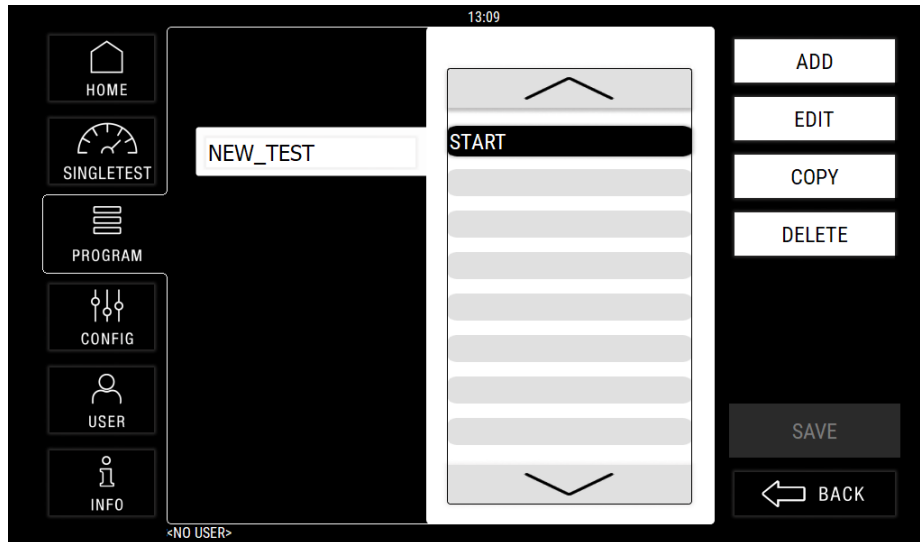 13:09
HOME
SINGLETEST
PROGRAM
CONFIG
USER
INFO
NEW_TEST
START
ADD
EDIT
COPY
DELETE
SAVE
BACK
<NO USER>